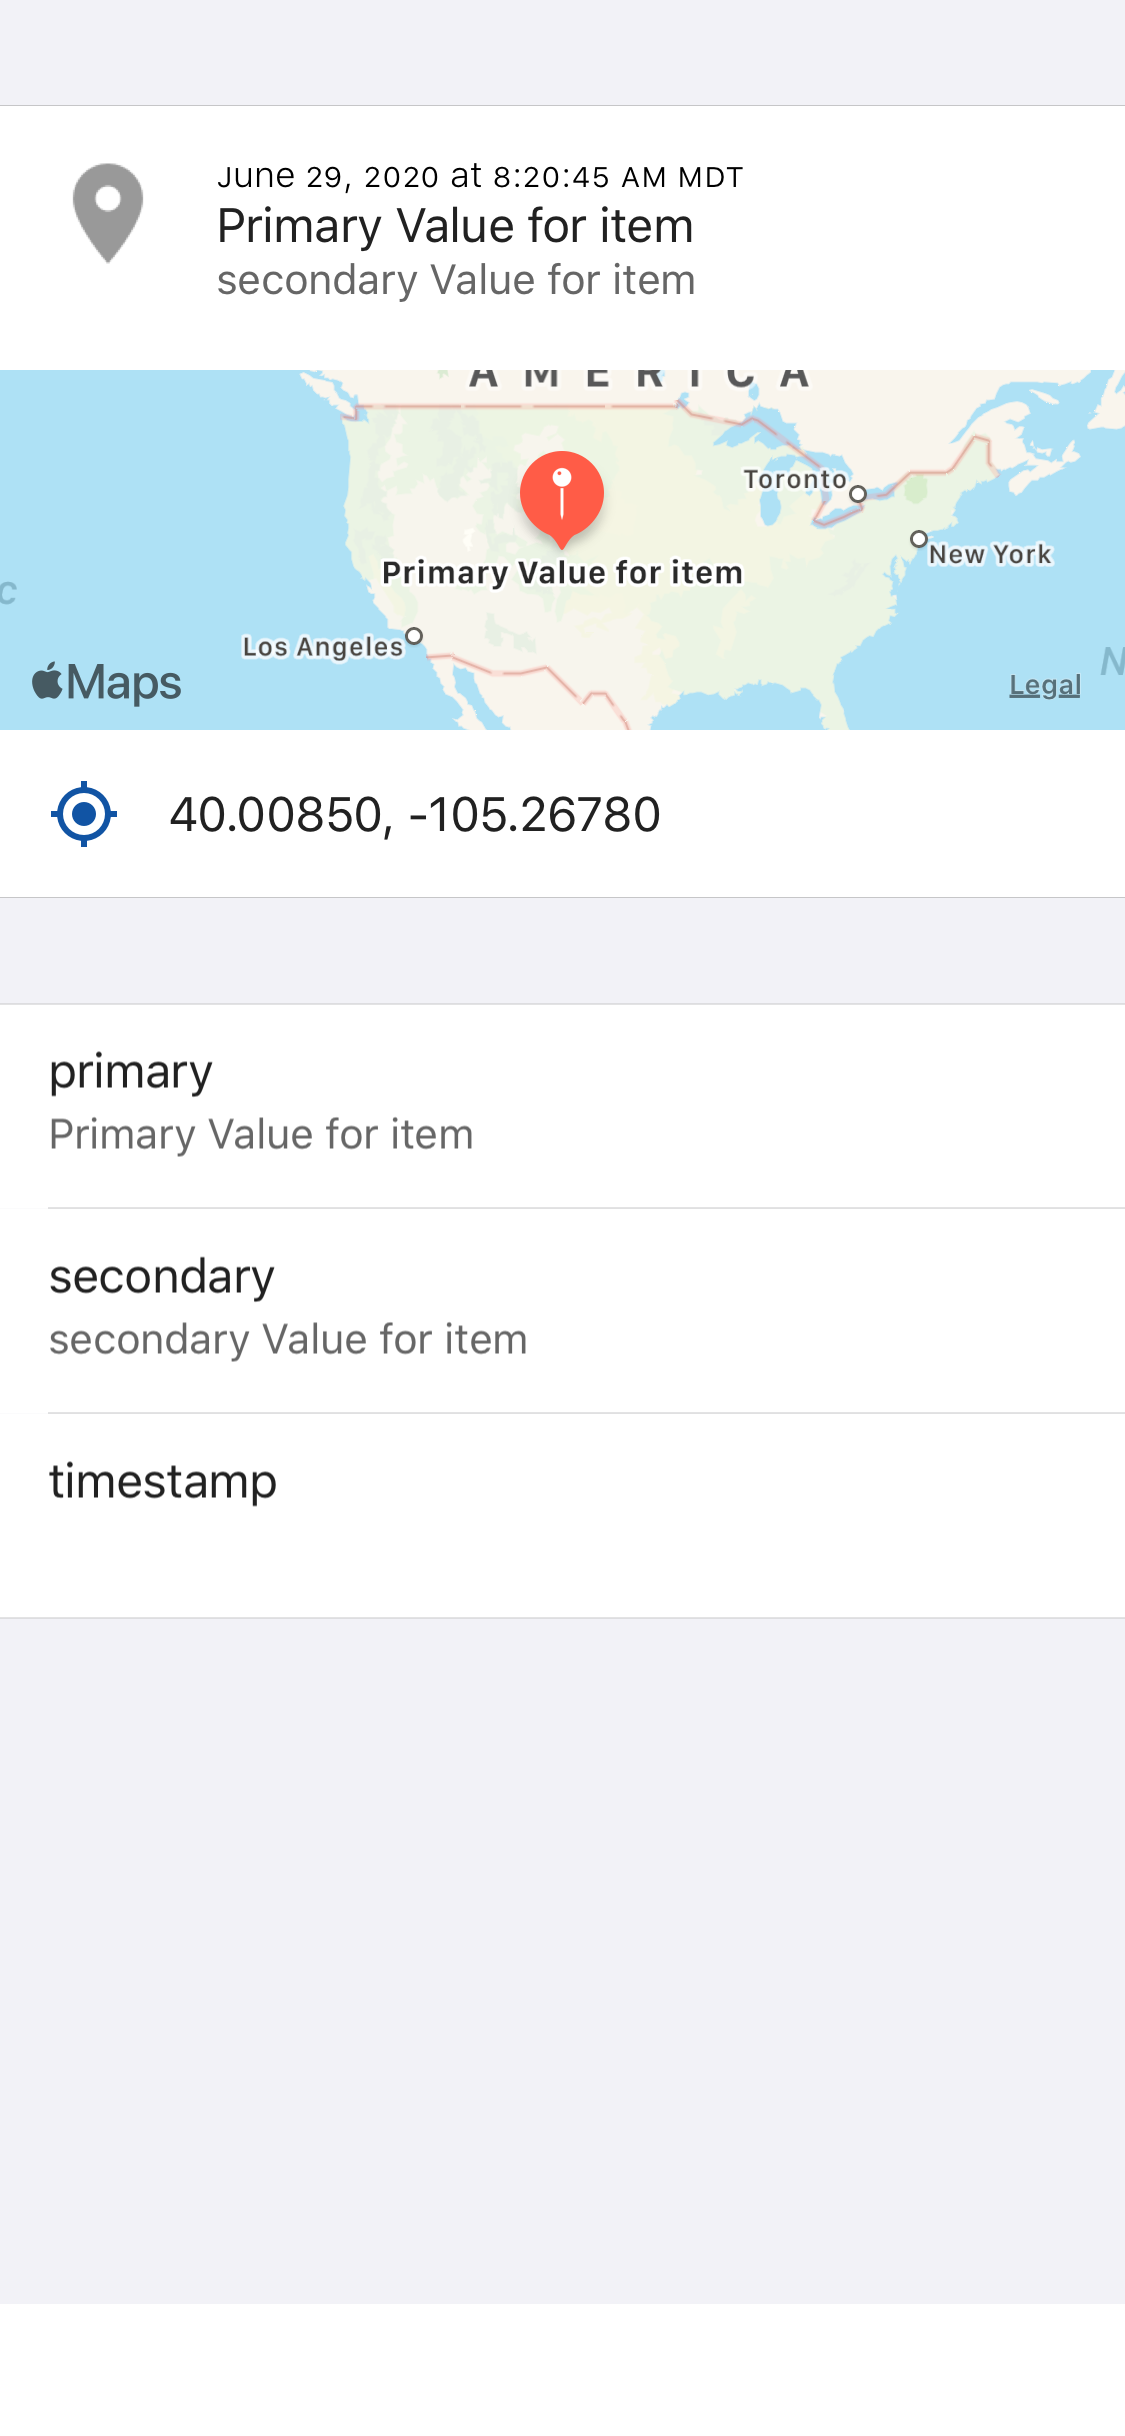 June 29, 2020 at 8:20:45 AM MDT
Primary Value for item
secondary Value for item
AMERICA
Toronto
New York
Primary Value for item
c
Los Angeles
N
Maps
Legal
40.00850, -105.26780
primary
Primary Value for item
secondary
secondary Value for item
timestamp